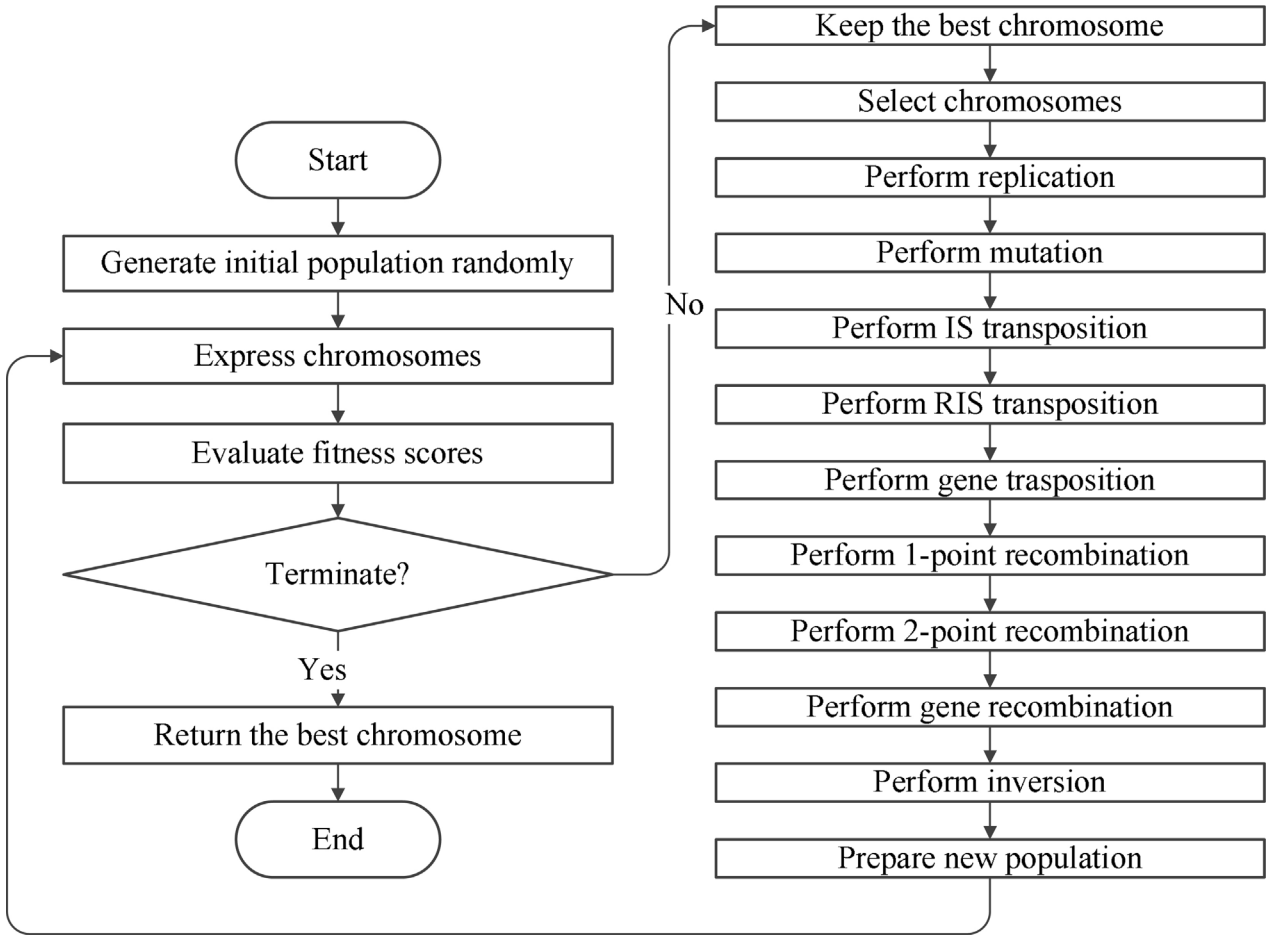 Start
Generate initial population randomly
Express chromosomes
Evaluate fitness scores
Terminate?
Yes
Return the best chromosome
End
No
Keep the best chromosome
Select chromosomes
Perform replication
Perform mutation
Perform IS transposition
Perform RIS transposition
Perform gene trasposition
Perform 1-point recombination
Perform 2-point recombination
Perform gene recombination
Perform inversion
Prepare new population